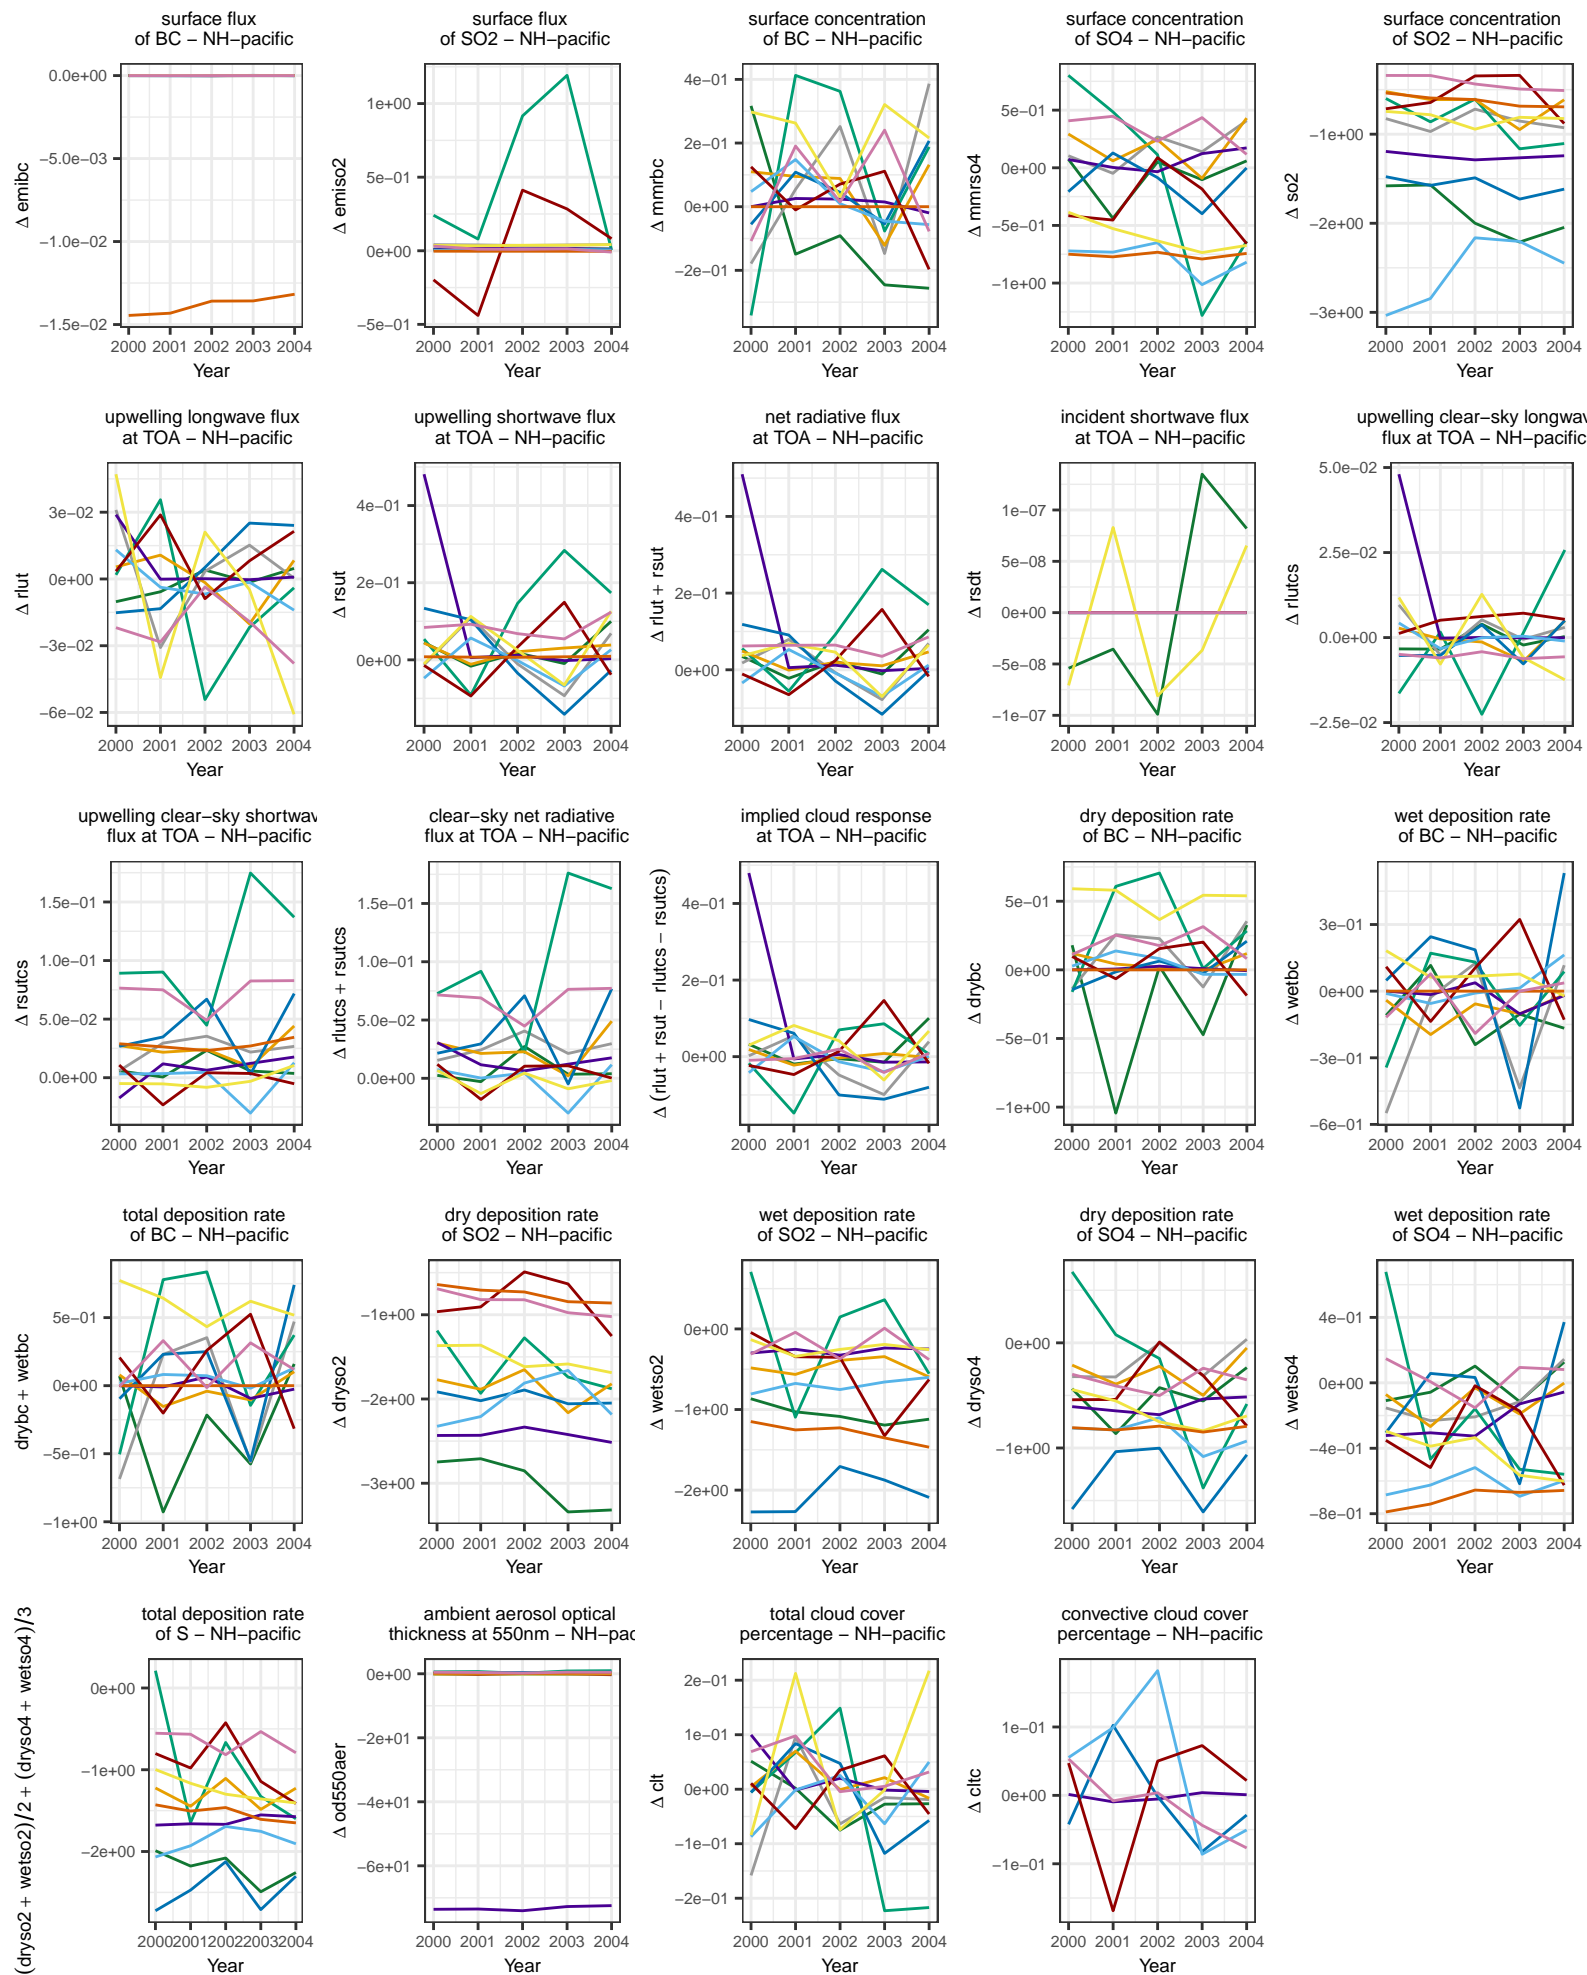 surface flux
of BC − NH−pacific
Δ emibc
0.0e+00
−5.0e−03
−1.0e−02
−1.5e−02
2000 2001 2002 2003 2004
Year
surface flux
of SO2 − NH−pacific
Δ emiso2
1e+00
5e−01
0e+00
−5e−01
2000 2001 2002 2003 2004
Year
surface concentration
of BC − NH−pacific
Δ mmrbc
4e−01
2e−01
0e+00
−2e−01
2000 2001 2002 2003 2004
Year
surface concentration
of SO4 − NH−pacific
Δ mmrso4
5e−01
0e+00
−5e−01
−1e+00
2000 2001 2002 2003 2004
Year
surface concentration
of SO2 − NH−pacific
Δ so2
−1e+00
−2e+00
−3e+00
2000 2001 2002 2003 2004
Year
upwelling longwave flux
at TOA − NH−pacific
Δ rlut
3e−02
0e+00
−3e−02
−6e−02
2000 2001 2002 2003 2004
Year
upwelling shortwave flux
at TOA − NH−pacific
Δ rsut
4e−01
2e−01
0e+00
2000 2001 2002 2003 2004
Year
net radiative flux
at TOA − NH−pacific
Δ rlut + rsut
4e−01
2e−01
0e+00
2000 2001 2002 2003 2004
Year
incident shortwave flux
at TOA − NH−pacific
Δ rsdt
1e−07
5e−08
0e+00
−5e−08
−1e−07
2000 2001 2002 2003 2004
Year
upwelling clear−sky longwav
flux at TOA − NH−pacific
Δ rlutcs
5.0e−02
2.5e−02
0.0e+00
−2.5e−02
2000 2001 2002 2003 2004
Year
upwelling clear−sky shortwav
flux at TOA − NH−pacific
Δ rsutcs
1.5e−01
1.0e−01
5.0e−02
0.0e+00
2000 2001 2002 2003 2004
Year
clear−sky net radiative
flux at TOA − NH−pacific
Δ rlutcs + rsutcs
1.5e−01
1.0e−01
5.0e−02
0.0e+00
2000 2001 2002 2003 2004
Year
implied cloud response
at TOA − NH−pacific
Δ (rlut + rsut − rlutcs − rsutcs)
4e−01
2e−01
0e+00
2000 2001 2002 2003 2004
Year
dry deposition rate
of BC − NH−pacific
Δ drybc
5e−01
0e+00
−5e−01
−1e+00
2000 2001 2002 2003 2004
Year
wet deposition rate
of BC − NH−pacific
Δ wetbc
3e−01
0e+00
−3e−01
−6e−01
2000 2001 2002 2003 2004
Year
total deposition rate
of BC − NH−pacific
drybc + wetbc
5e−01
0e+00
−5e−01
−1e+00
2000 2001 2002 2003 2004
Year
dry deposition rate
of SO2 − NH−pacific
Δ dryso2
−1e+00
−2e+00
−3e+00
2000 2001 2002 2003 2004
Year
wet deposition rate
of SO2 − NH−pacific
Δ wetso2
0e+00
−1e+00
−2e+00
2000 2001 2002 2003 2004
Year
dry deposition rate
of SO4 − NH−pacific
Δ dryso4
0e+00
−1e+00
2000 2001 2002 2003 2004
Year
wet deposition rate
of SO4 − NH−pacific
Δ wetso4
4e−01
0e+00
−4e−01
−8e−01
2000 2001 2002 2003 2004
Year
total deposition rate
of S − NH−pacific
(dryso2 + wetso2)/2 + (dryso4 + wetso4)/3
0e+00
−1e+00
−2e+00
2000 2001 2002 2003 2004
Year
ambient aerosol optical
thickness at 550nm − NH−pac
Δ od550aer
0e+00
−2e+01
−4e+01
−6e+01
2000 2001 2002 2003 2004
Year
total cloud cover
percentage − NH−pacific
Δ clt
2e−01
1e−01
0e+00
−1e−01
−2e−01
2000 2001 2002 2003 2004
Year
convective cloud cover
percentage − NH−pacific
Δ cltc
1e−01
0e+00
−1e−01
2000 2001 2002 2003 2004
Year